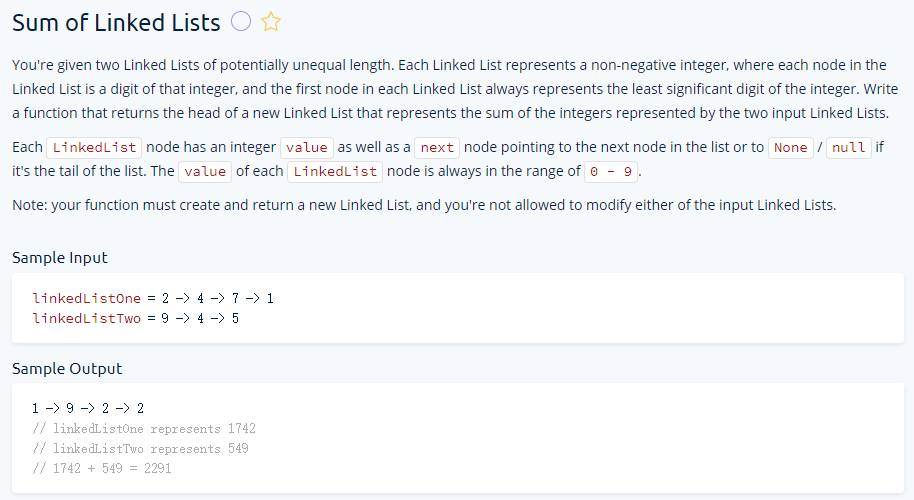 Sum of Linked Lists
You're given two Linked Lists of potentially unequal length. Each Linked List represents a non-negative integer, where each node in the
Linked List is a digit of that integer, and the first node in each Linked List always represents the least significant digit of the integer. Write
a function that returns the head of a new Linked List that represents the sum of the integers represented by the two input Linked Lists.
Each LinkedList node has an integer value as well as a next node pointing to the next node in the list or to None / null if
it's the tail of the list. The value of each LinkedList node is always in the range of 0 - 9.
Note: your function must create and return a new Linked List, and you're not allowed to modify either of the input Linked Lists.
Sample Input
linkedListOne = 2 -> 4 -> 7 -> 1
linkedListTwo = 9 -> 4 -> 5
Sample Output
1 -> 9 -> 2 -> 2
// linkedListOne represents 1742
// linkedListTwo represents 549
// 1742 + 549 = 2291